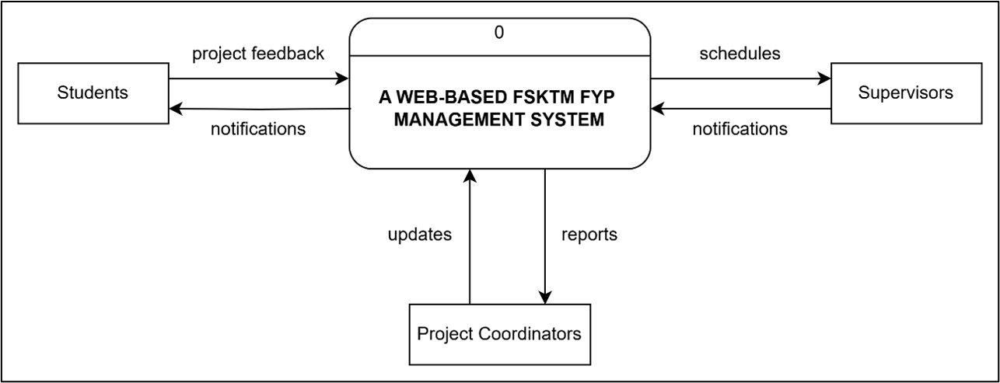 0
project feedback
schedules
Students
A WEB-BASED FSKTM FYP
MANAGEMENT SYSTEM
Supervisors
notifications
notifications
updates
reports
Project Coordinators